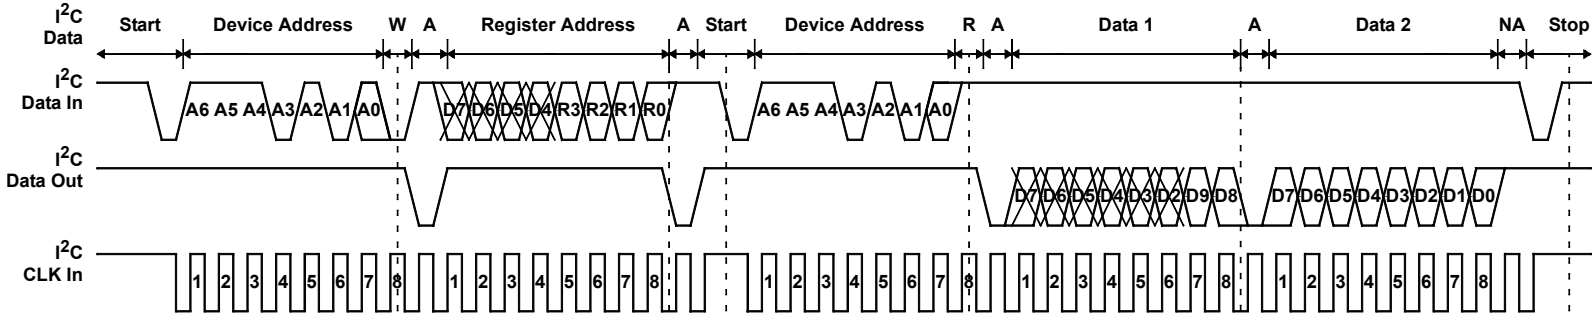 I²C Data
Start Device Address W A Register Address A Start Device Address R A Data 1 A Data 2 NA Stop
I²C Data In
A6 A5 A4 A3 A2 A1 A0 D7 D6 D5 D4 R3 R2 R1 R0 A6 A5 A4 A3 A2 A1 A0
I²C Data Out
D7 D6 D5 D4 D3 D2 D9 D8 D7 D6 D5 D4 D3 D2 D1 D0
I²C CLK In
1 2 3 4 5 6 7 8 1 2 3 4 5 6 7 8 1 2 3 4 5 6 7 8 1 2 3 4 5 6 7 8 1 2 3 4 5 6 7 8